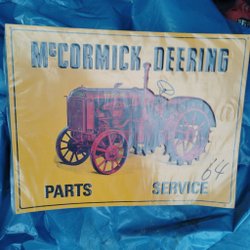 McCORMICK DEERING
64
PARTS SERVICE